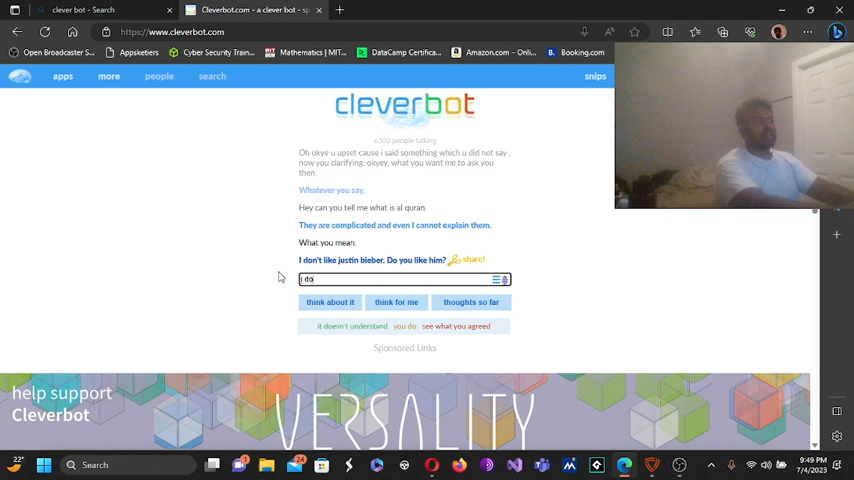 clever bot - Search
Cleverbot.com - a clever bot - sp
https://www.cleverbot.com
Open Broadcaster S...
Appsketiers
Cyber Security Train...
Mathematics | MIT...
DataCamp Certifica...
Amazon.com – Onli...
Booking.com
apps
more
people
search
snips
cleverbot
6502 people talking
Oh okye u upset cause i said something which u did not say ,
now you clarifying, okyey, what you want me to ask you
then.
Whatever you say.
Hey can you tell me what is al quran.
They are complicated and even I cannot explain them.
What you mean.
I don't like justin bieber. Do you like him?
share!
i do
think about it
think for me
thoughts so far
it doesn't understand you do see what you agreed
Sponsored Links
help support
Cleverbot
VERSALITY
22°
Search
1
24
9:49 PM
7/4/2023